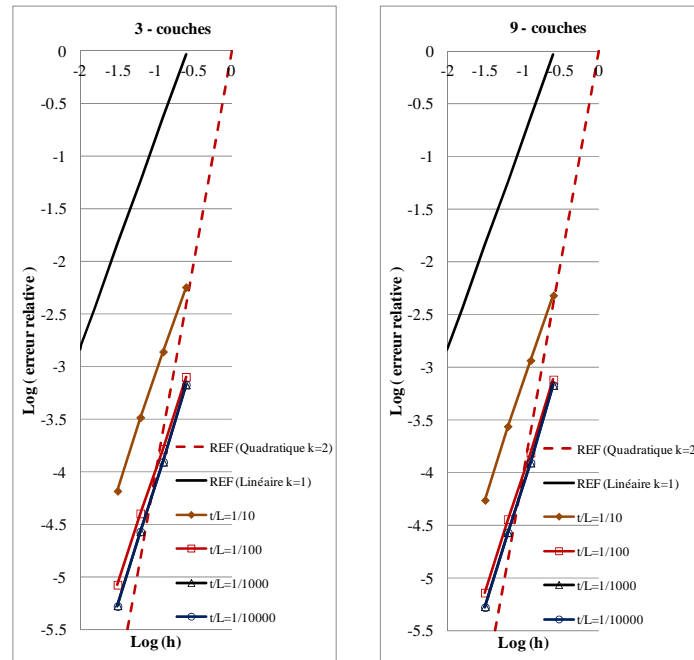 3 - couches
0
-2
-1.5
-1
-0.5
0
-0.5
-1
-1.5
-2
-2.5
-3
-3.5
-4
-4.5
-5
-5.5
Log ( erreur relative )
Log (h)
REF (Quadratique k=2)
REF (Linéaire k=1)
t/L=1/10
t/L=1/100
t/L=1/1000
t/L=1/10000
9 - couches
0
-2
-1.5
-1
-0.5
0
-0.5
-1
-1.5
-2
-2.5
-3
-3.5
-4
-4.5
-5
-5.5
Log ( erreur relative )
Log (h)
REF (Quadratique k=2
REF (Linéaire k=1)
t/L=1/10
t/L=1/100
t/L=1/1000
t/L=1/10000